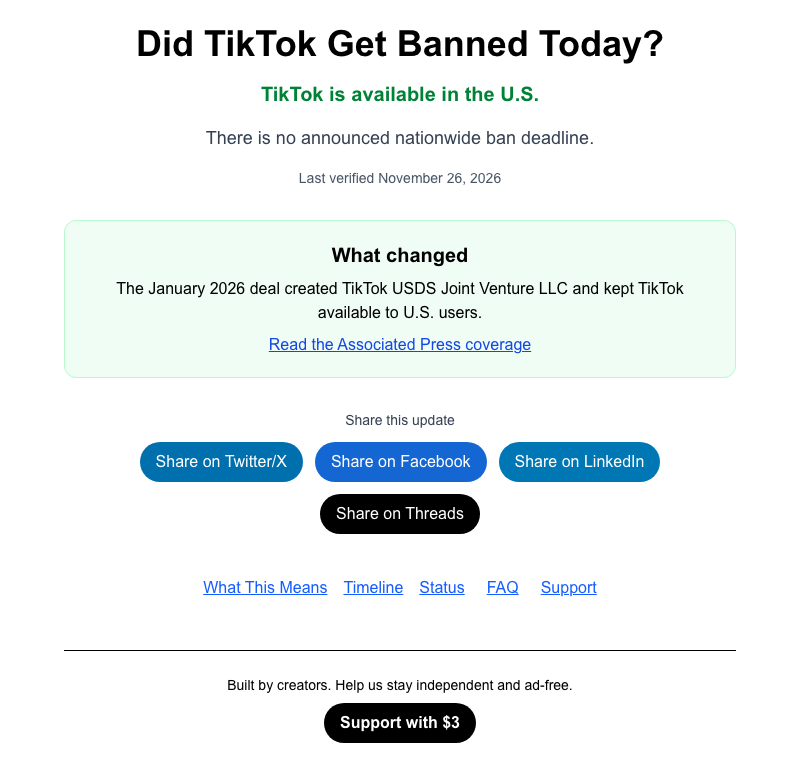 Did TikTok Get Banned Today?
TikTok is available in the U.S.
There is no announced nationwide ban deadline.
Last verified November 26, 2026
What changed
The January 2026 deal created TikTok USDS Joint Venture LLC and kept TikTok
available to U.S. users.
Read the Associated Press coverage
Share this update
Share on Twitter/X Share on Facebook Share on LinkedIn
Share on Threads
What This Means Timeline Status FAQ Support
Built by creators. Help us stay independent and ad-free.
Support with $3